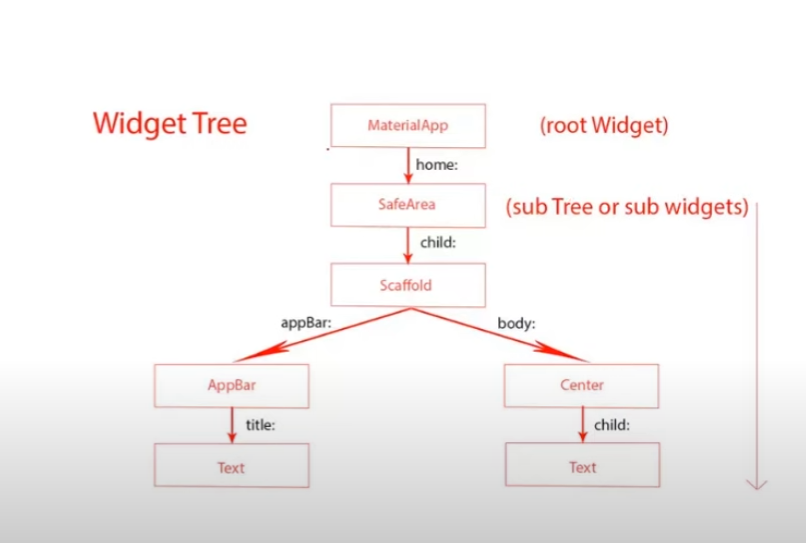 Widget Tree
MaterialApp
(root Widget)
home:
SafeArea
(sub Tree or sub widgets)
child:
Scaffold
appBar:
body:
AppBar
Center
title:
child:
Text
Text